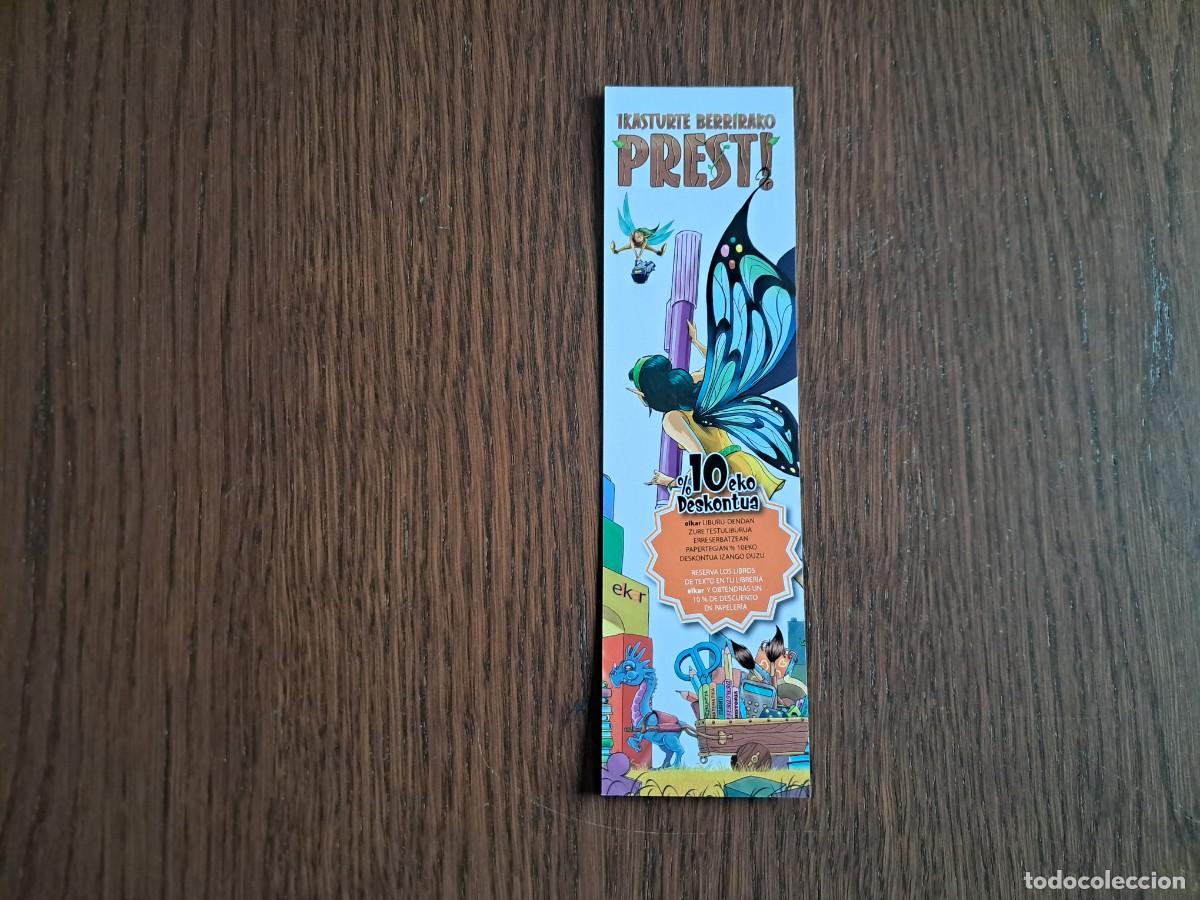 IKASTURTE BERRIRAKO
PREST!
%10eko
Deskontua
elkar LIBURU-DENDAN
ZURE TESTULIBURUA
ERRESERBATZEAN
PAPERTEGIAN % 10EKO
DESKONTUA IZANGO DUZU
RESERVA LOS LIBROS
DE TEXTO EN TU LIBRERÍA
elkar Y OBTENDRÁS UN
10 % DE DESCUENTO
EN PAPELERÍA
elkar
todocoleccion